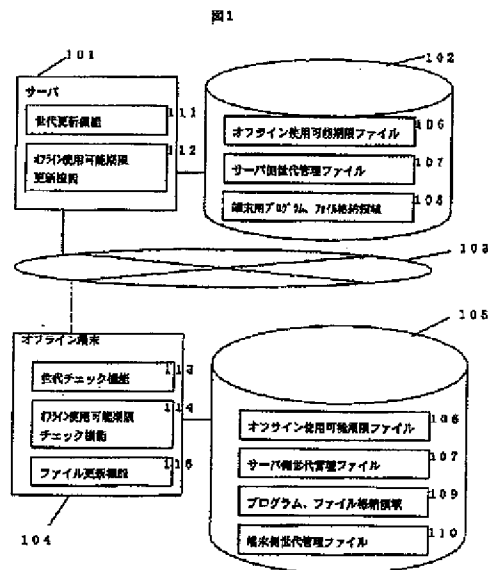 図1
101
102
サーバ
世代更新機能
111
オフライン使用可能期限
更新機能
112
オフライン使用可能期限ファイル
106
サーバ側世代管理ファイル
107
端末用プログラム、ファイル格納領域
108
103
105
オフライン端末
世代チェック機能
113
オフライン使用可能期限
チェック機能
114
ファイル更新機能
115
オフライン使用可能期限ファイル
106
サーバ側世代管理ファイル
107
プログラム、ファイル格納領域
109
端末側世代管理ファイル
110
104